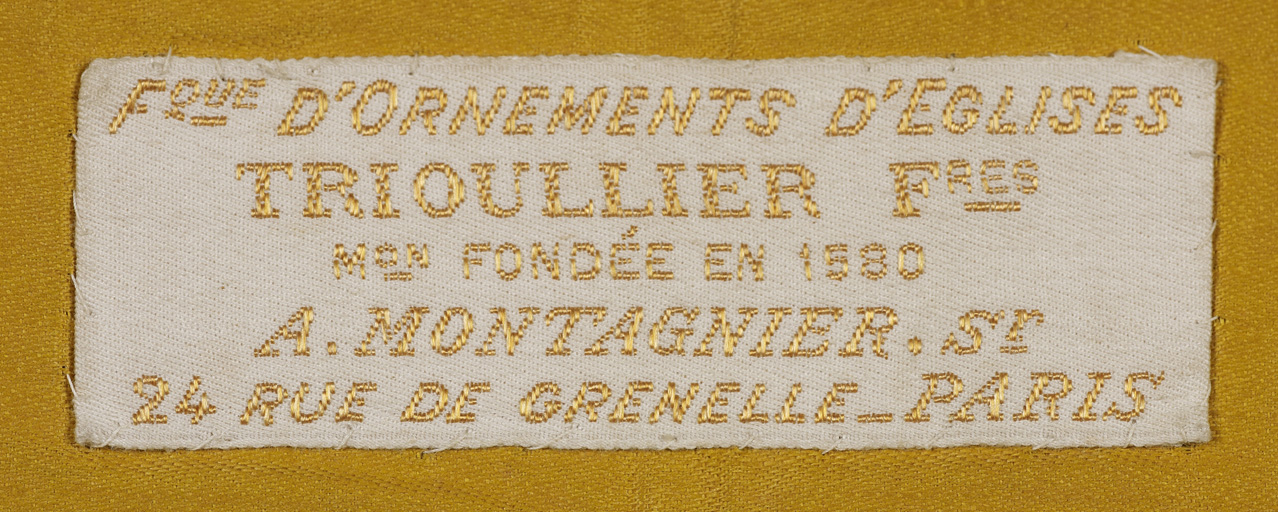 FQUE D'ORNEMENTS D'EGLISES
TRIOULLIER FRES
MON FONDÉE EN 1580
A. MONTAGNIER. Sr
24 RUE DE GRENELLE_PARIS